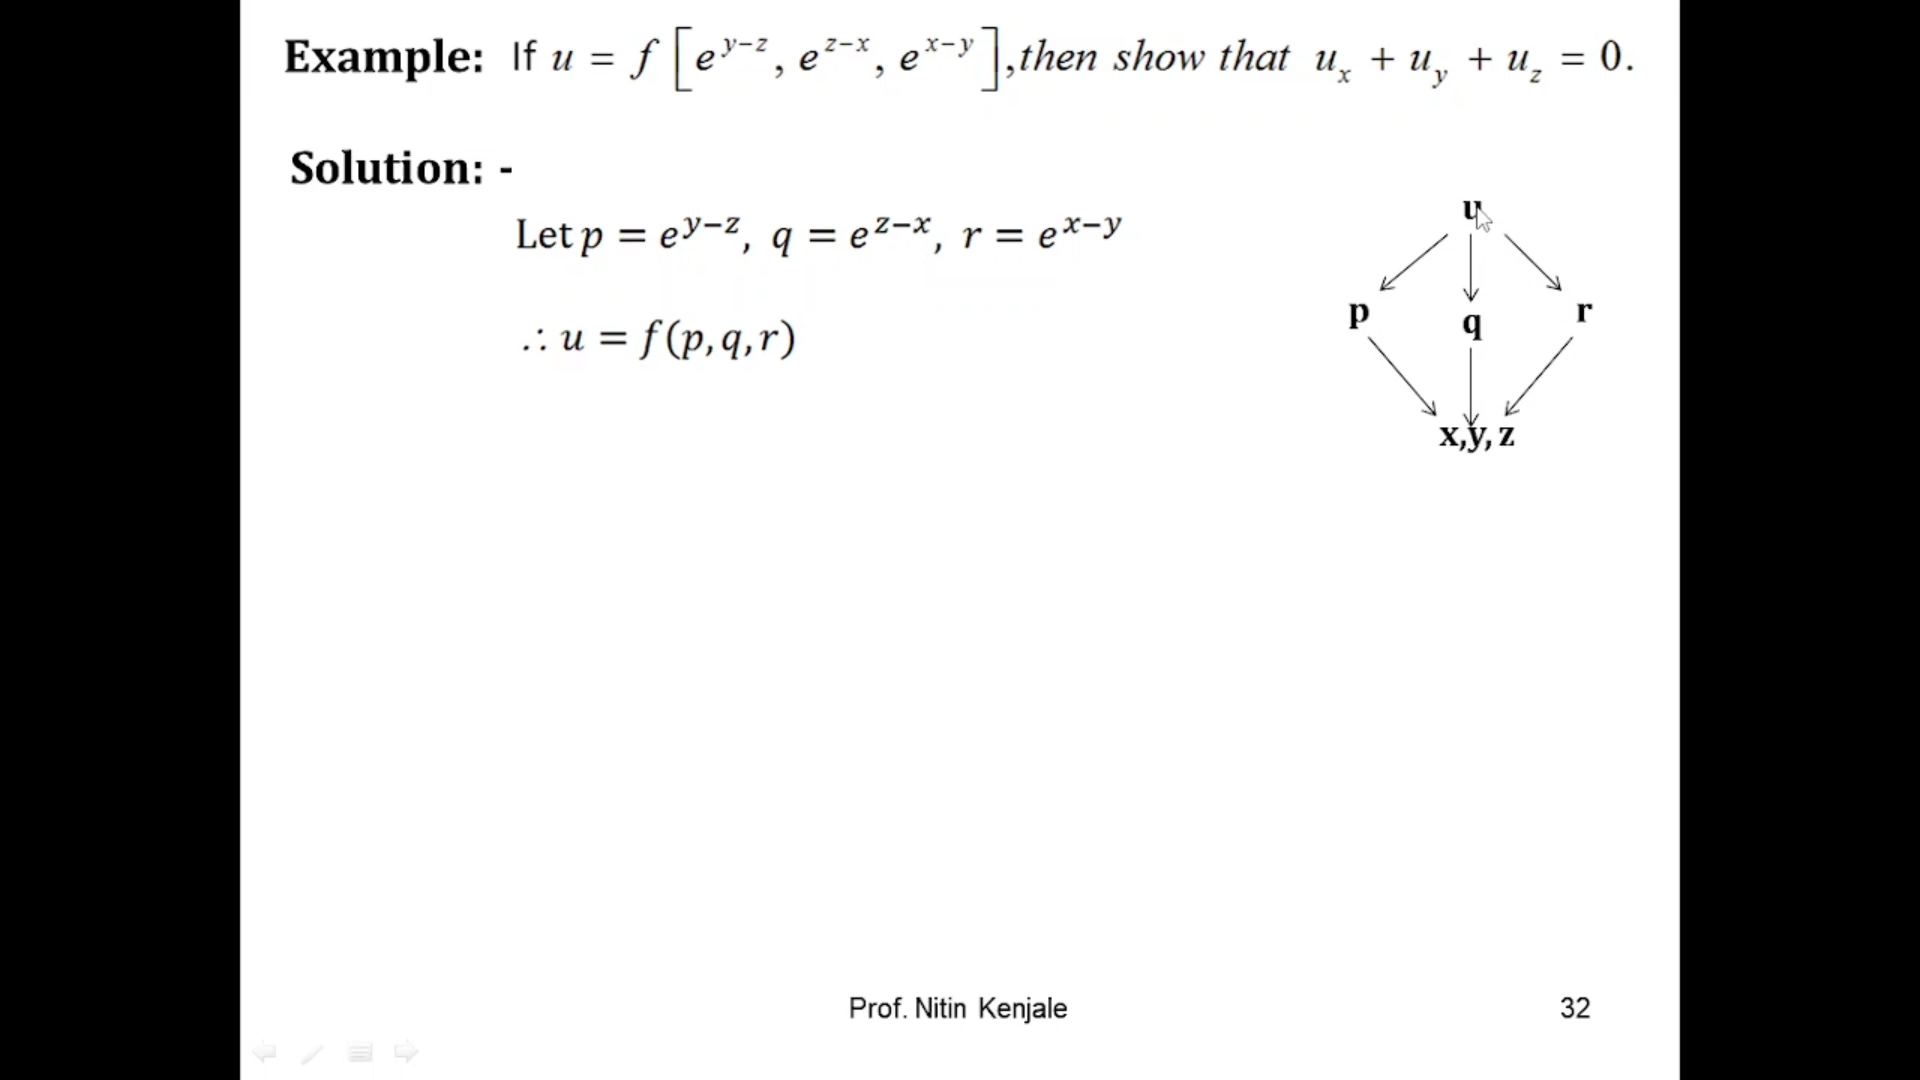 Example: If u = f [e^{y−z}, e^{z−x}, e^{x−y}], then show that u_x + u_y + u_z = 0.
Solution: -
Let p = e^{y−z}, q = e^{z−x}, r = e^{x−y}
∴ u = f(p, q, r)
u
p q r
x,y, z
Prof. Nitin Kenjale 32